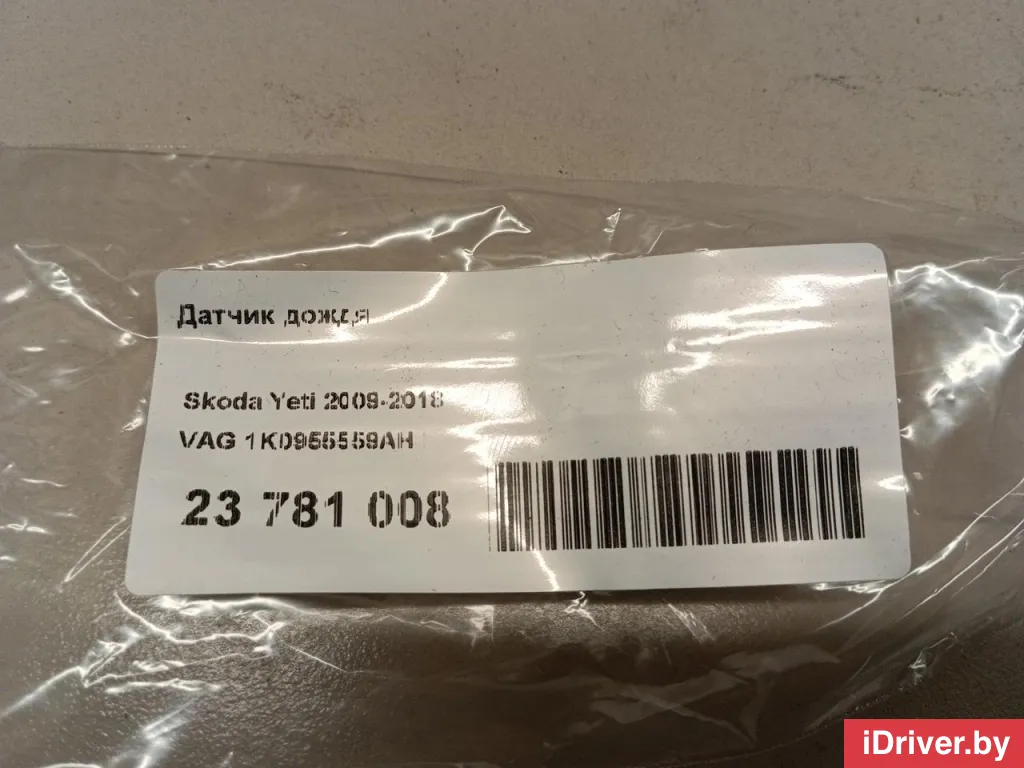 Датчик дождя
Skoda Yeti 2009-2018
VAG 1K0955559AH
23 781 008
iDriver.by